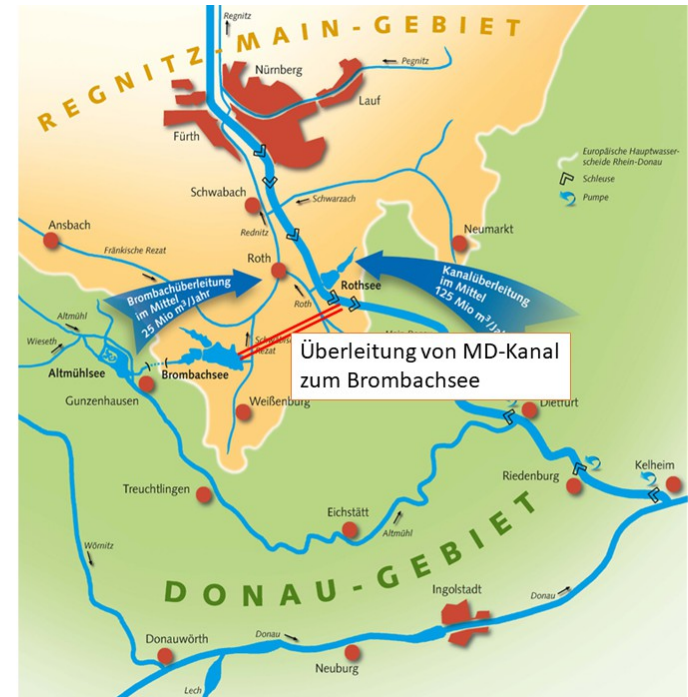 Regnitz
REGNITZ-MAIN-GEBIET
Nürnberg
Pegnitz
Lauf
Fürth
Europäische Hauptwasser-
scheide Rhein-Donau
Schleuse
Pumpe
Schwabach
Schwarzach
Ansbach
Rednitz
Neumarkt
Fränkische Rezat
Roth
Rothsee
Brombachüberleitung
im Mittel
25 Mio m³/Jahr
Kanalüberleitung
im Mittel
125 Mio m³/
Roth
Altmühl
Wieseth
Rezat
Überleitung von MD-Kanal
zum Brombachsee
Altmühlsee
Brombachsee
Gunzenhausen
Weißenburg
Dietfurt
Treuchtlingen
Riedenburg
Kelheim
Eichstätt
Altmühl
Wörnitz
DONAU-GEBIET
Ingolstadt
Donau
Donauwörth
Donau
Neuburg
Lech